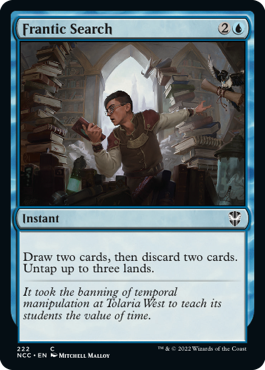 Frantic Search 2
Instant
Draw two cards, then discard two cards.
Untap up to three lands.
It took the banning of temporal
manipulation at Tolaria West to teach its
students the value of time.
222 C
NCC • EN Mitchell Malloy
™ & © 2022 Wizards of the Coast